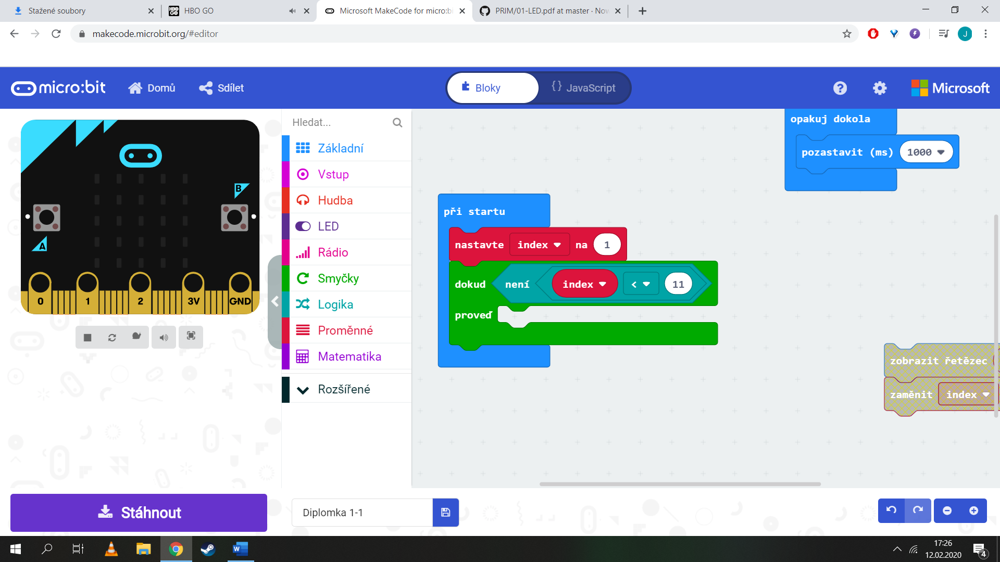 Stažené soubory
HBO GO
Microsoft MakeCode for micro:bi
PRIM/01-LED.pdf at master · Now
makecode.microbit.org/#editor
J
micro:bit
Domů
Sdílet
Bloky
{} JavaScript
Microsoft
Hledat...
Základní
Vstup
Hudba
LED
Rádio
Smyčky
Logika
Proměnné
Matematika
Rozšířené
B
A
0
1
2
3V
GND
opakuj dokola
pozastavit (ms) 1000
při startu
nastavte index na 1
dokud není index < 11
proveď
zobrazit řetězec
zaměnit index
Stáhnout
Diplomka 1-1
17:26
12.02.2020
4